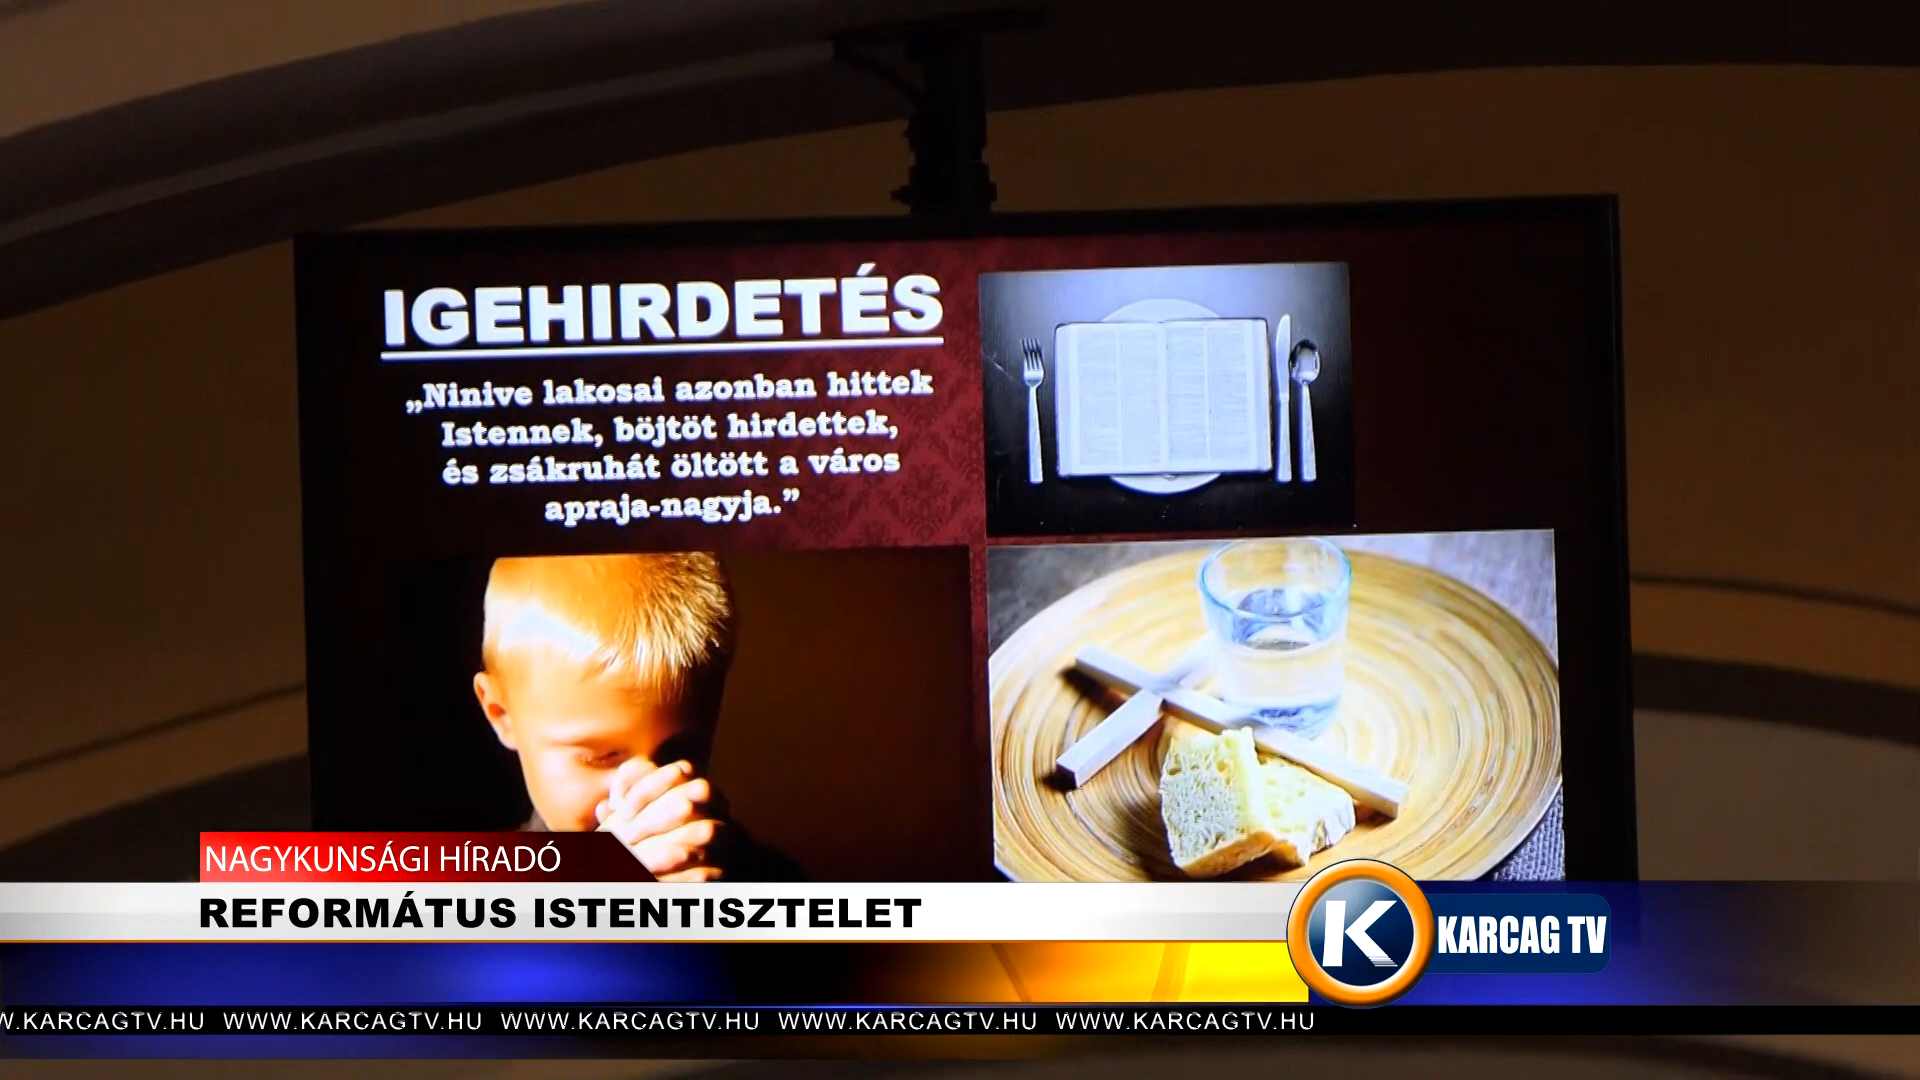 IGEHIRDETÉS
„Ninive lakosai azonban hittek
Istennek, böjtöt hirdettek,
és zsákruhát öltött a város
apraja-nagyja.”
NAGYKUNSÁGI HÍRADÓ
REFORMÁTUS ISTENTISZTELET
K KARCAG TV
W.KARCAGTV.HU WWW.KARCAGTV.HU WWW.KARCAGTV.HU WWW.KARCAGTV.HU WWW.KARCAGTV.HU